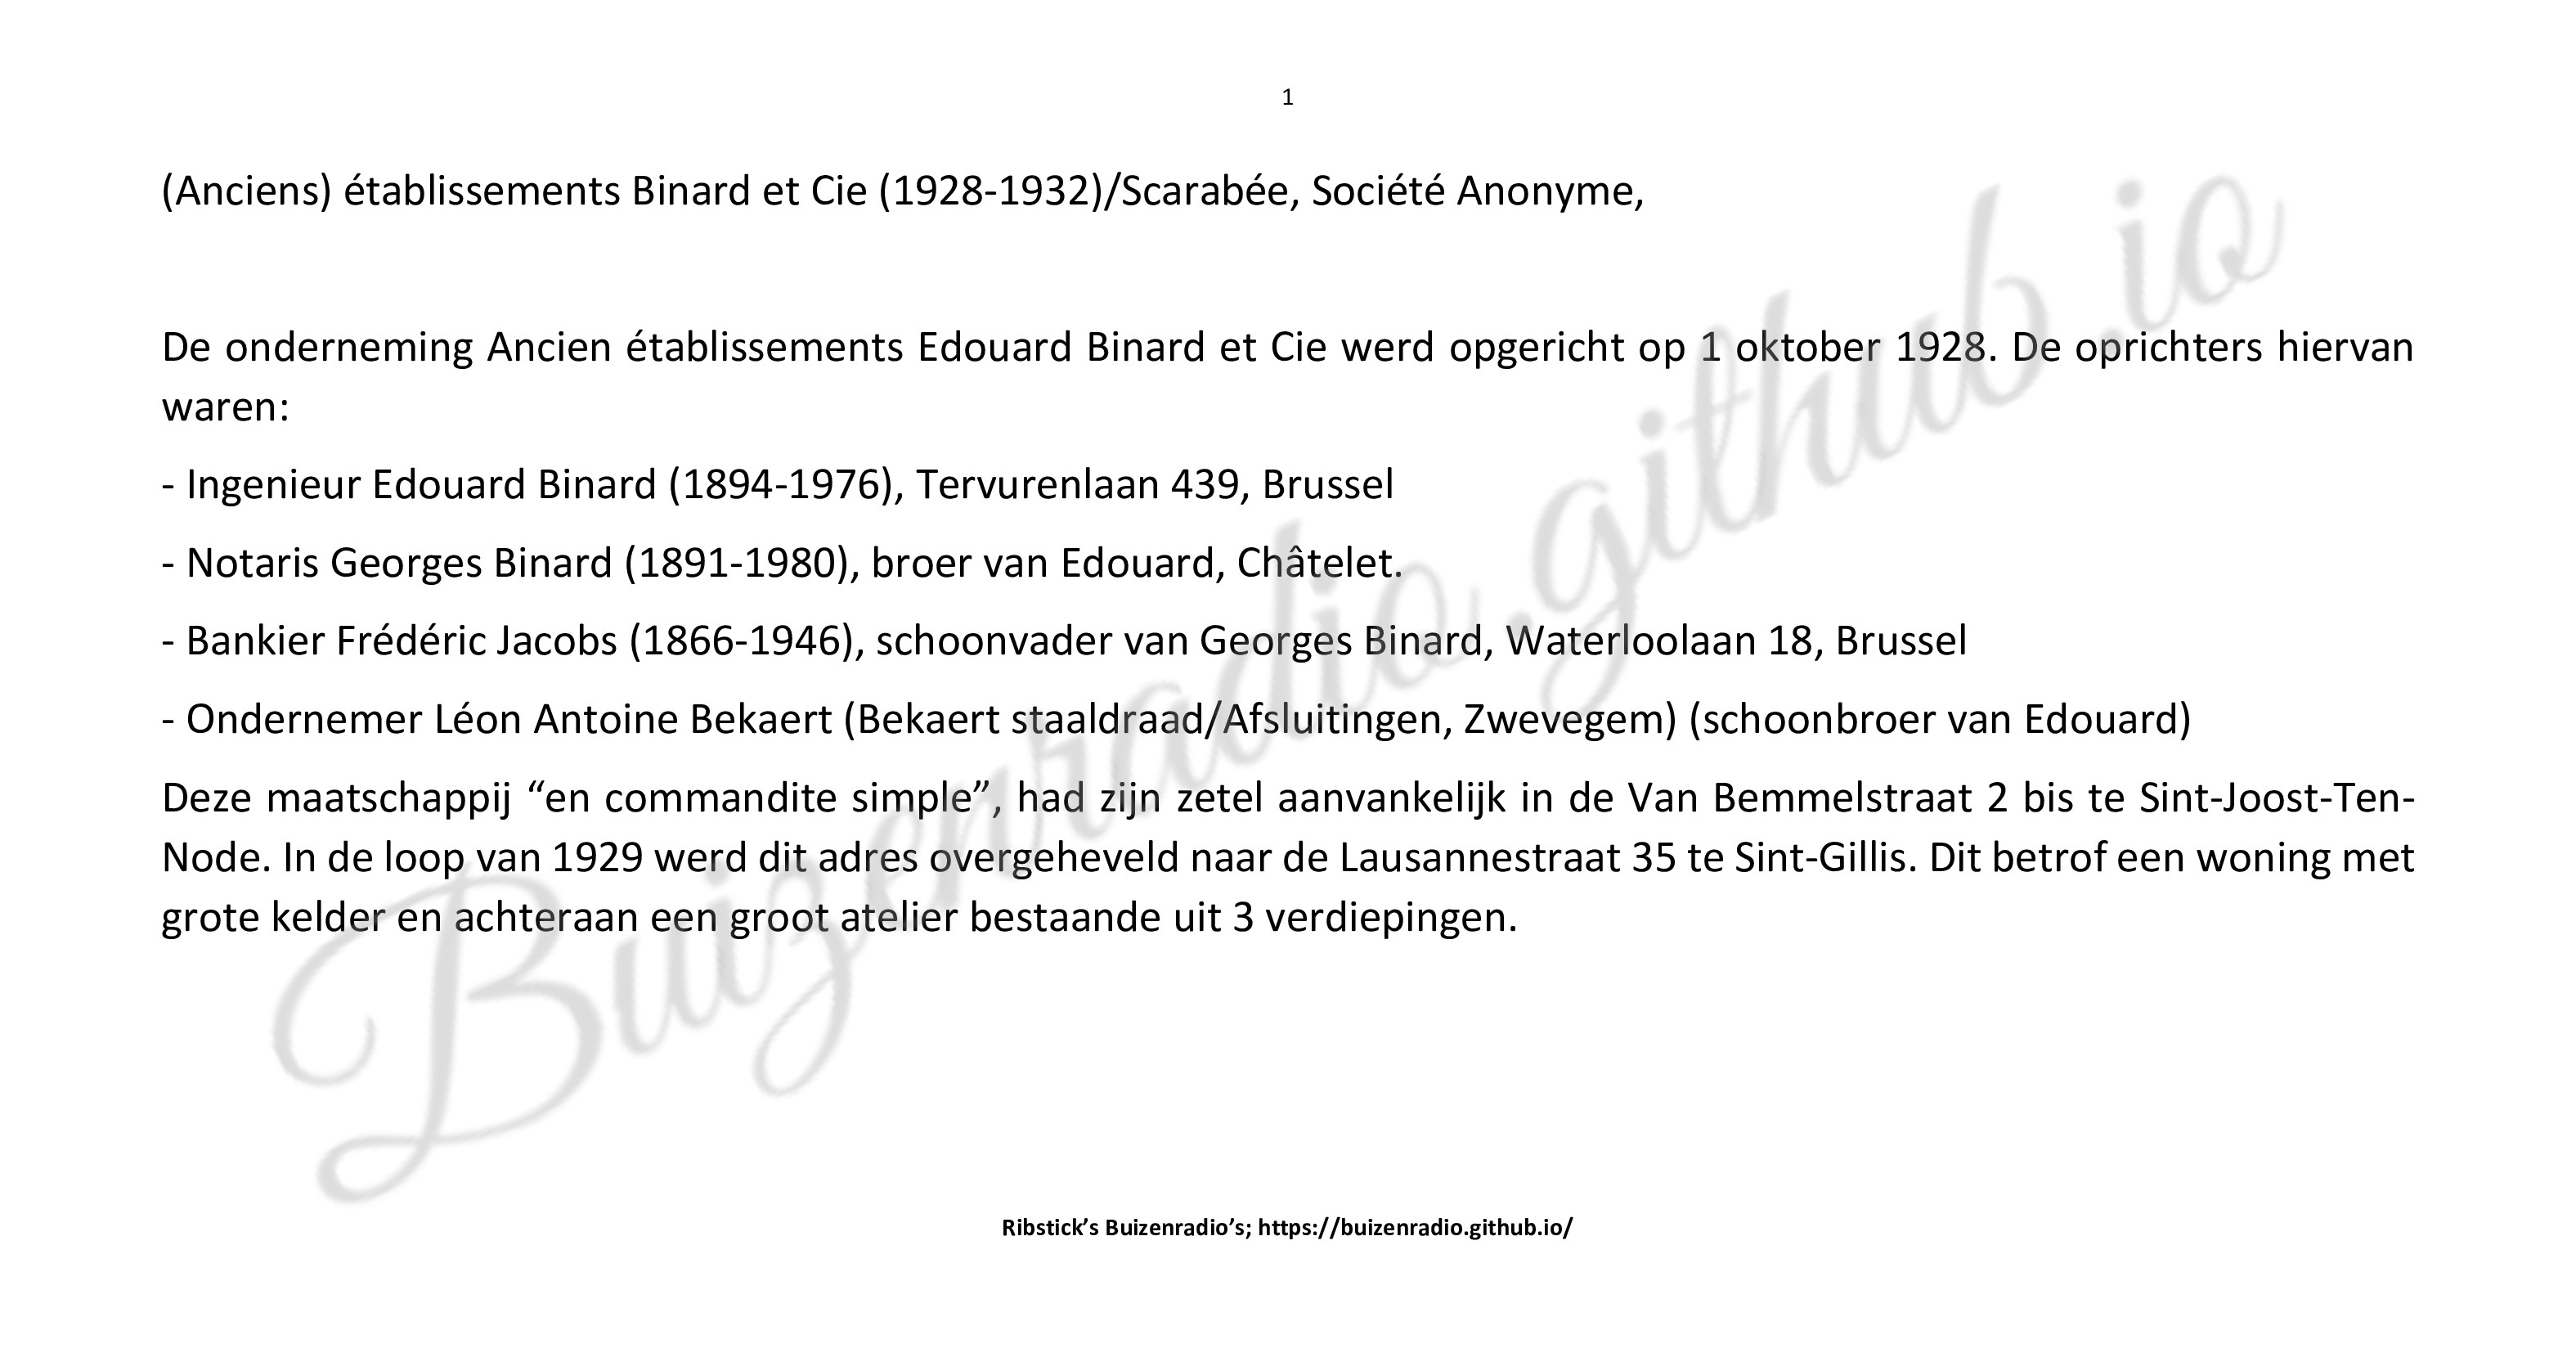 1
(Anciens) établissements Binard et Cie (1928-1932)/Scarabée, Société Anonyme,
De onderneming Ancien établissements Edouard Binard et Cie werd opgericht op 1 oktober 1928. De oprichters hiervan
waren:
- Ingenieur Edouard Binard (1894-1976), Tervurenlaan 439, Brussel
- Notaris Georges Binard (1891-1980), broer van Edouard, Châtelet.
- Bankier Frédéric Jacobs (1866-1946), schoonvader van Georges Binard, Waterloolaan 18, Brussel
- Ondernemer Léon Antoine Bekaert (Bekaert staaldraad/Afsluitingen, Zwevegem) (schoonbroer van Edouard)
Deze maatschappij “en commandite simple”, had zijn zetel aanvankelijk in de Van Bemmelstraat 2 bis te Sint-Joost-Ten-
Node. In de loop van 1929 werd dit adres overgeheveld naar de Lausannestraat 35 te Sint-Gillis. Dit betrof een woning met
grote kelder en achteraan een groot atelier bestaande uit 3 verdiepingen.
Buizenradio.github.io
Ribstick’s Buizenradio’s; https://buizenradio.github.io/